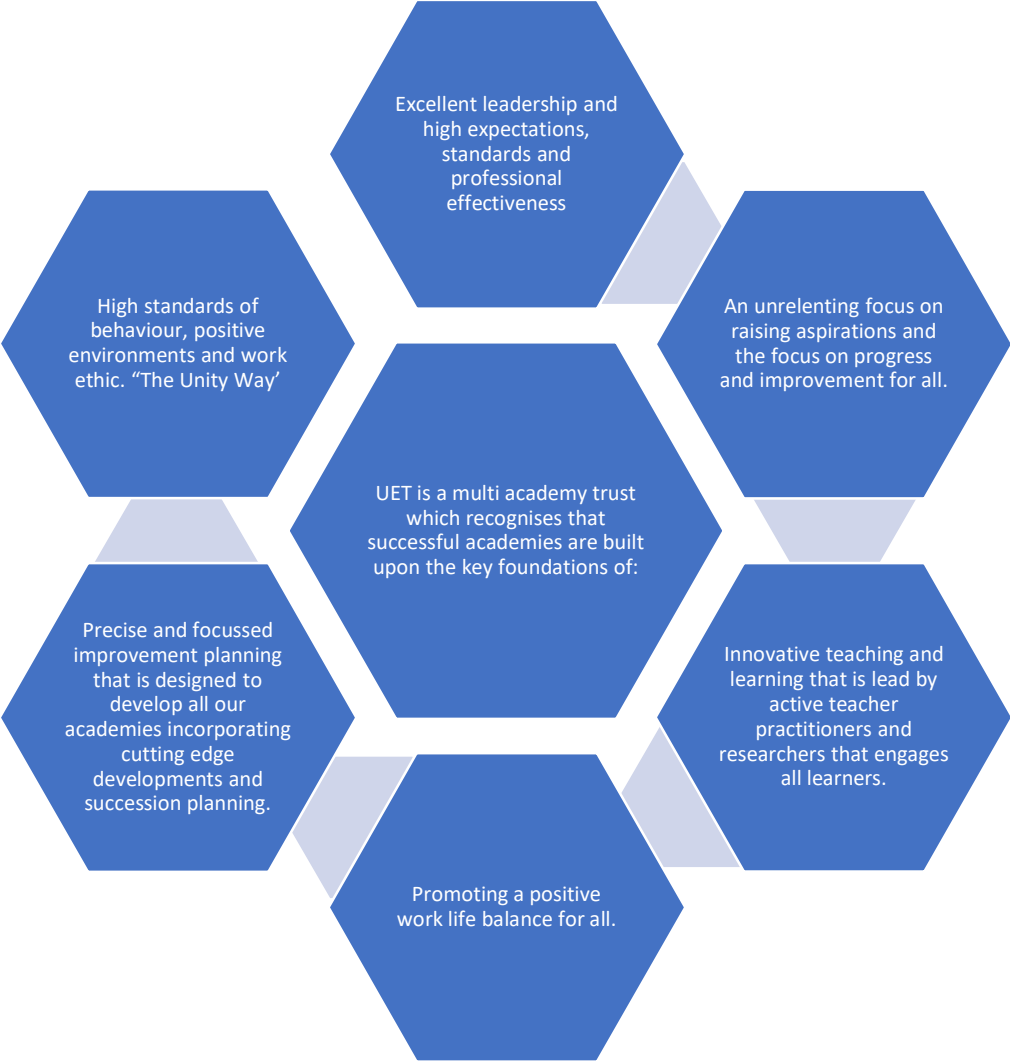 Excellent leadership and
high expectations,
standards and
professional
effectiveness
An unrelenting focus on
raising aspirations and
the focus on progress
and improvement for all.
Innovative teaching and
learning that is lead by
active teacher
practitioners and
researchers that engages
all learners.
Promoting a positive
work life balance for all.
Precise and focussed
improvement planning
that is designed to
develop all our
academies incorporating
cutting edge
developments and
succession planning.
High standards of
behaviour, positive
environments and work
ethic. “The Unity Way’
UET is a multi academy trust
which recognises that
successful academies are built
upon the key foundations of: